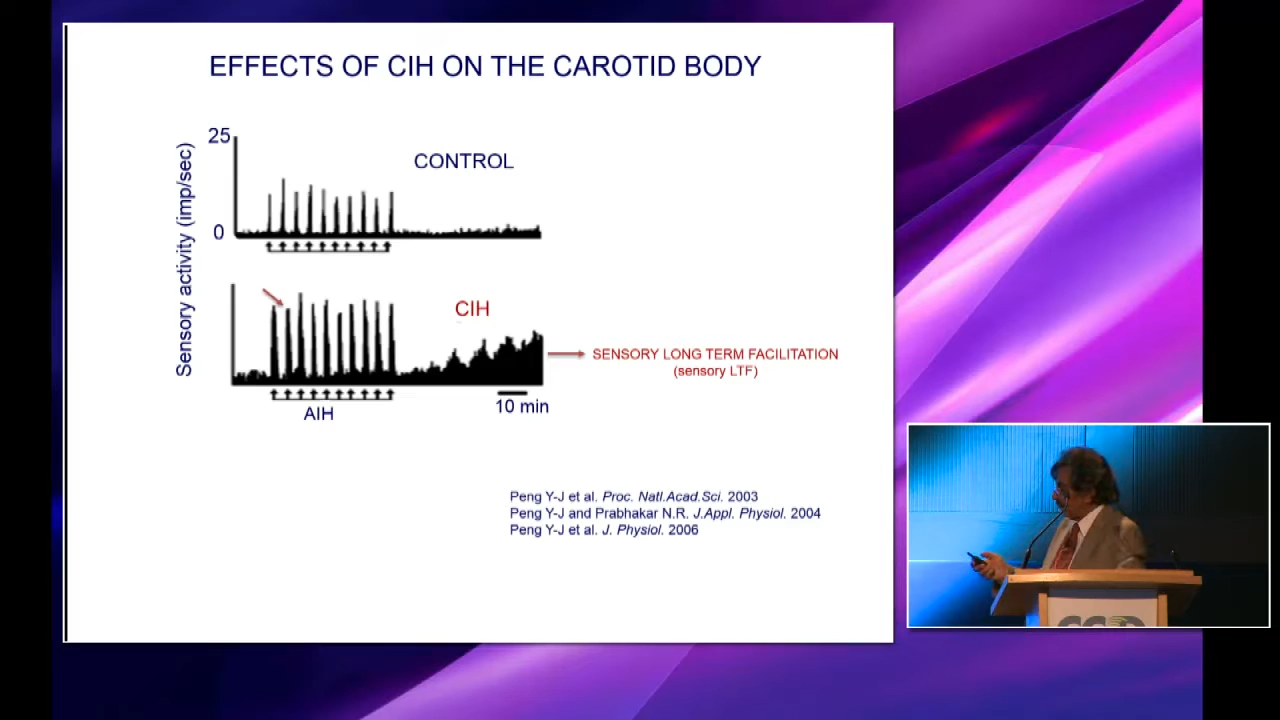 EFFECTS OF CIH ON THE CAROTID BODY
Sensory activity (imp/sec)
25
CONTROL
0
CIH
SENSORY LONG TERM FACILITATION
(sensory LTF)
10 min
AIH
Peng Y-J et al. Proc. Natl.Acad.Sci. 2003
Peng Y-J and Prabhakar N.R. J.Appl. Physiol. 2004
Peng Y-J et al. J. Physiol. 2006